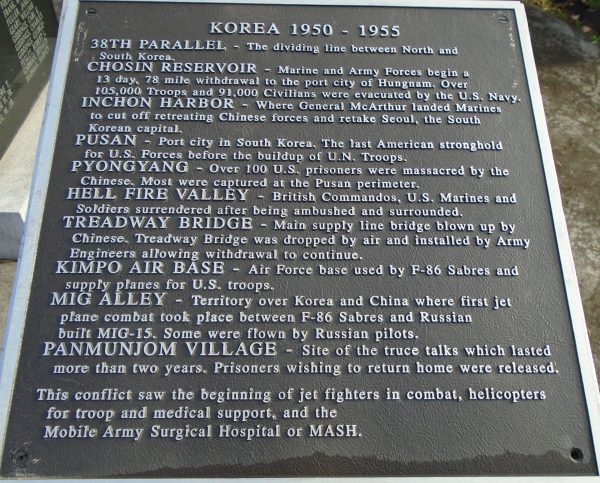 KOREA 1950 - 1955
38TH PARALLEL - The dividing line between North and
South Korea.
CHOSIN RESERVOIR - Marine and Army Forces begin a
13 day, 78 mile withdrawal to the port city of Hungnam. Over
105,000 Troops and 91,000 Civilians were evacuated by the U.S. Navy.
INCHON HARBOR - Where General McArthur landed Marines
to cut off retreating Chinese forces and retake Seoul, the South
Korean capital.
PUSAN - Port city in South Korea. The last American stronghold
for U.S. Forces before the buildup of U.N. Troops.
PYONGYANG - Over 100 U.S. prisoners were massacred by the
Chinese. Most were captured at the Pusan perimeter.
HELL FIRE VALLEY - British Commandos, U.S. Marines and
Soldiers surrendered after being ambushed and surrounded.
TREADWAY BRIDGE - Main supply line bridge blown up by
Chinese. Treadway Bridge was dropped by air and installed by Army
Engineers allowing withdrawal to continue.
KIMPO AIR BASE - Air Force base used by F-86 Sabres and
supply planes for U.S. troops.
MIG ALLEY - Territory over Korea and China where first jet
plane combat took place between F-86 Sabres and Russian
built MIG-15. Some were flown by Russian pilots.
PANMUNJOM VILLAGE - Site of the truce talks which lasted
more than two years. Prisoners wishing to return home were released.
This conflict saw the beginning of jet fighters in combat, helicopters
for troop and medical support, and the
Mobile Army Surgical Hospital or MASH.